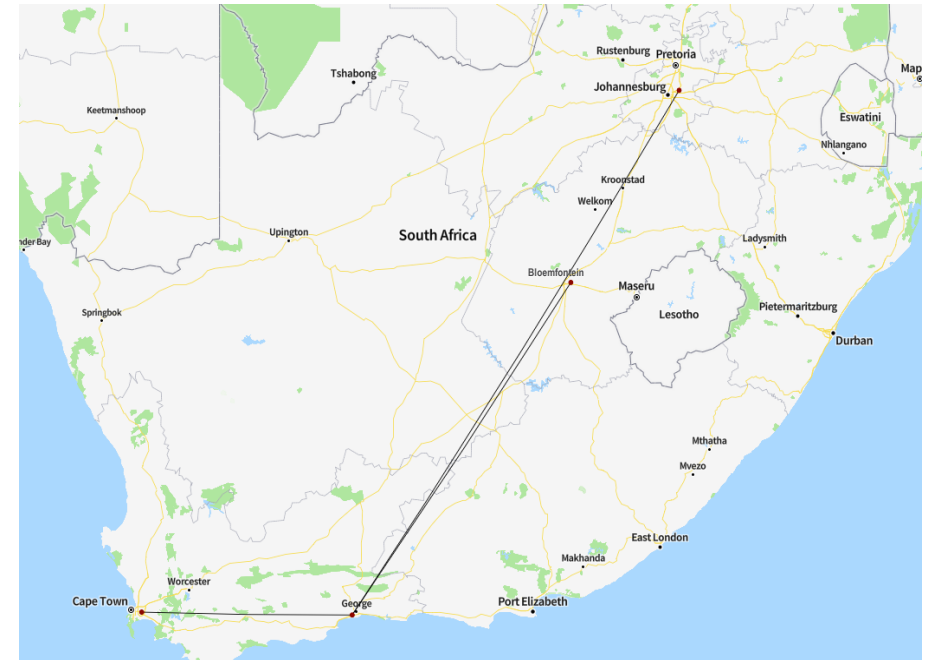 Rustenburg
Pretoria
Map
Tshabong
Johannesburg
Keetmanshoop
Eswatini
Nhlangano
Kroonstad
Welkom
Upington
South Africa
nder Bay
Ladysmith
Bloemfontein
Maseru
Pietermaritzburg
Springbok
Lesotho
Durban
Mthatha
Mvezo
East London
Makhanda
Worcester
Cape Town
George
Port Elizabeth